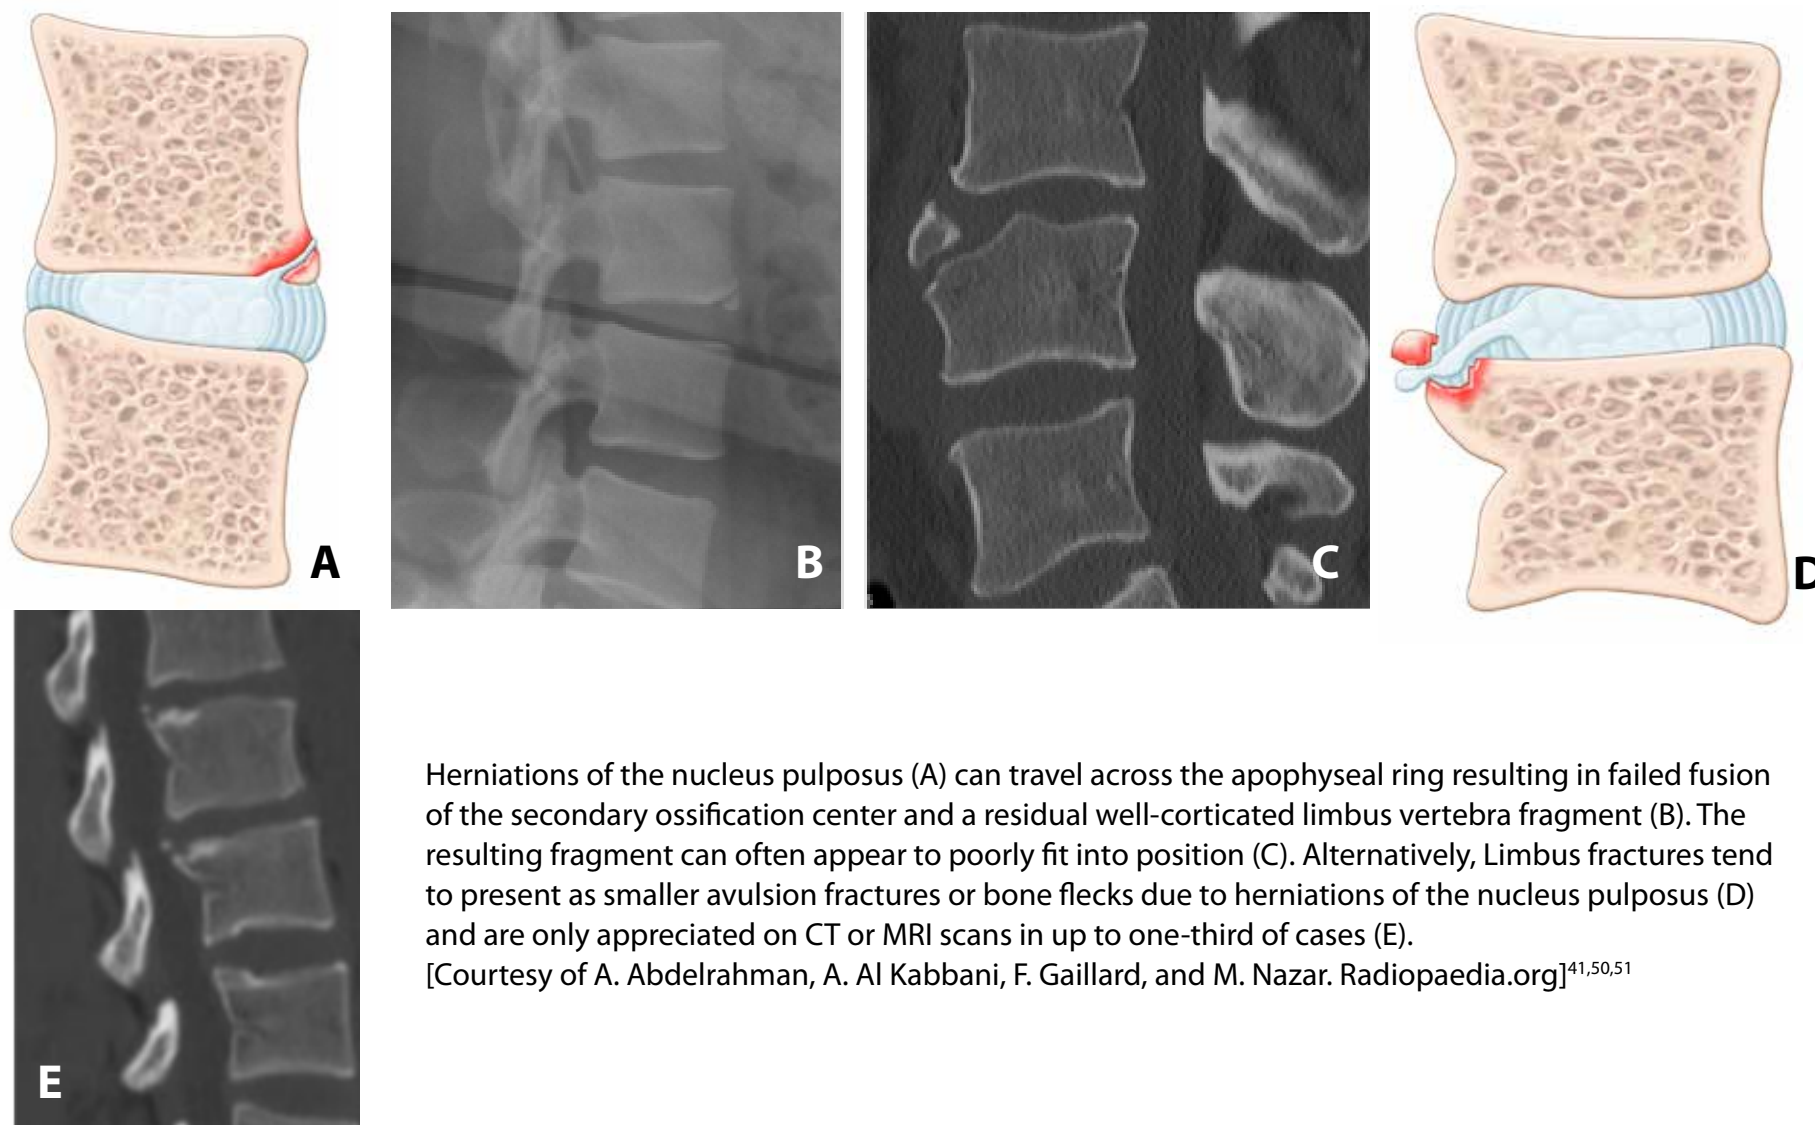 A
B
C
D
E
Herniations of the nucleus pulposus (A) can travel across the apophyseal ring resulting in failed fusion
of the secondary ossification center and a residual well-corticated limbus vertebra fragment (B). The
resulting fragment can often appear to poorly fit into position (C). Alternatively, Limbus fractures tend
to present as smaller avulsion fractures or bone flecks due to herniations of the nucleus pulposus (D)
and are only appreciated on CT or MRI scans in up to one-third of cases (E).
[Courtesy of A. Abdelrahman, A. Al Kabbani, F. Gaillard, and M. Nazar. Radiopaedia.org]41,50,51